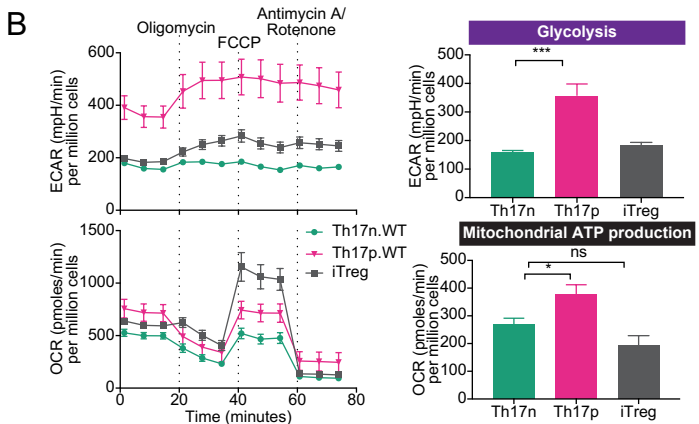 B
Oligomycin
FCCP
Antimycin A/
Rotenone
ECAR (mpH/min)
per million cells
600
400
200
0
OCR (pmoles/min)
per million cells
1500
1000
500
0
Th17n.WT
Th17p.WT
iTreg
0 20 40 60 80
Time (minutes)
Glycolysis
ECAR (mpH/min)
per million cells
500
400
300
200
100
0
***
Th17n Th17p iTreg
Mitochondrial ATP production
OCR (pmoles/min)
per million cells
400
300
200
100
0
ns
*
Th17n Th17p iTreg